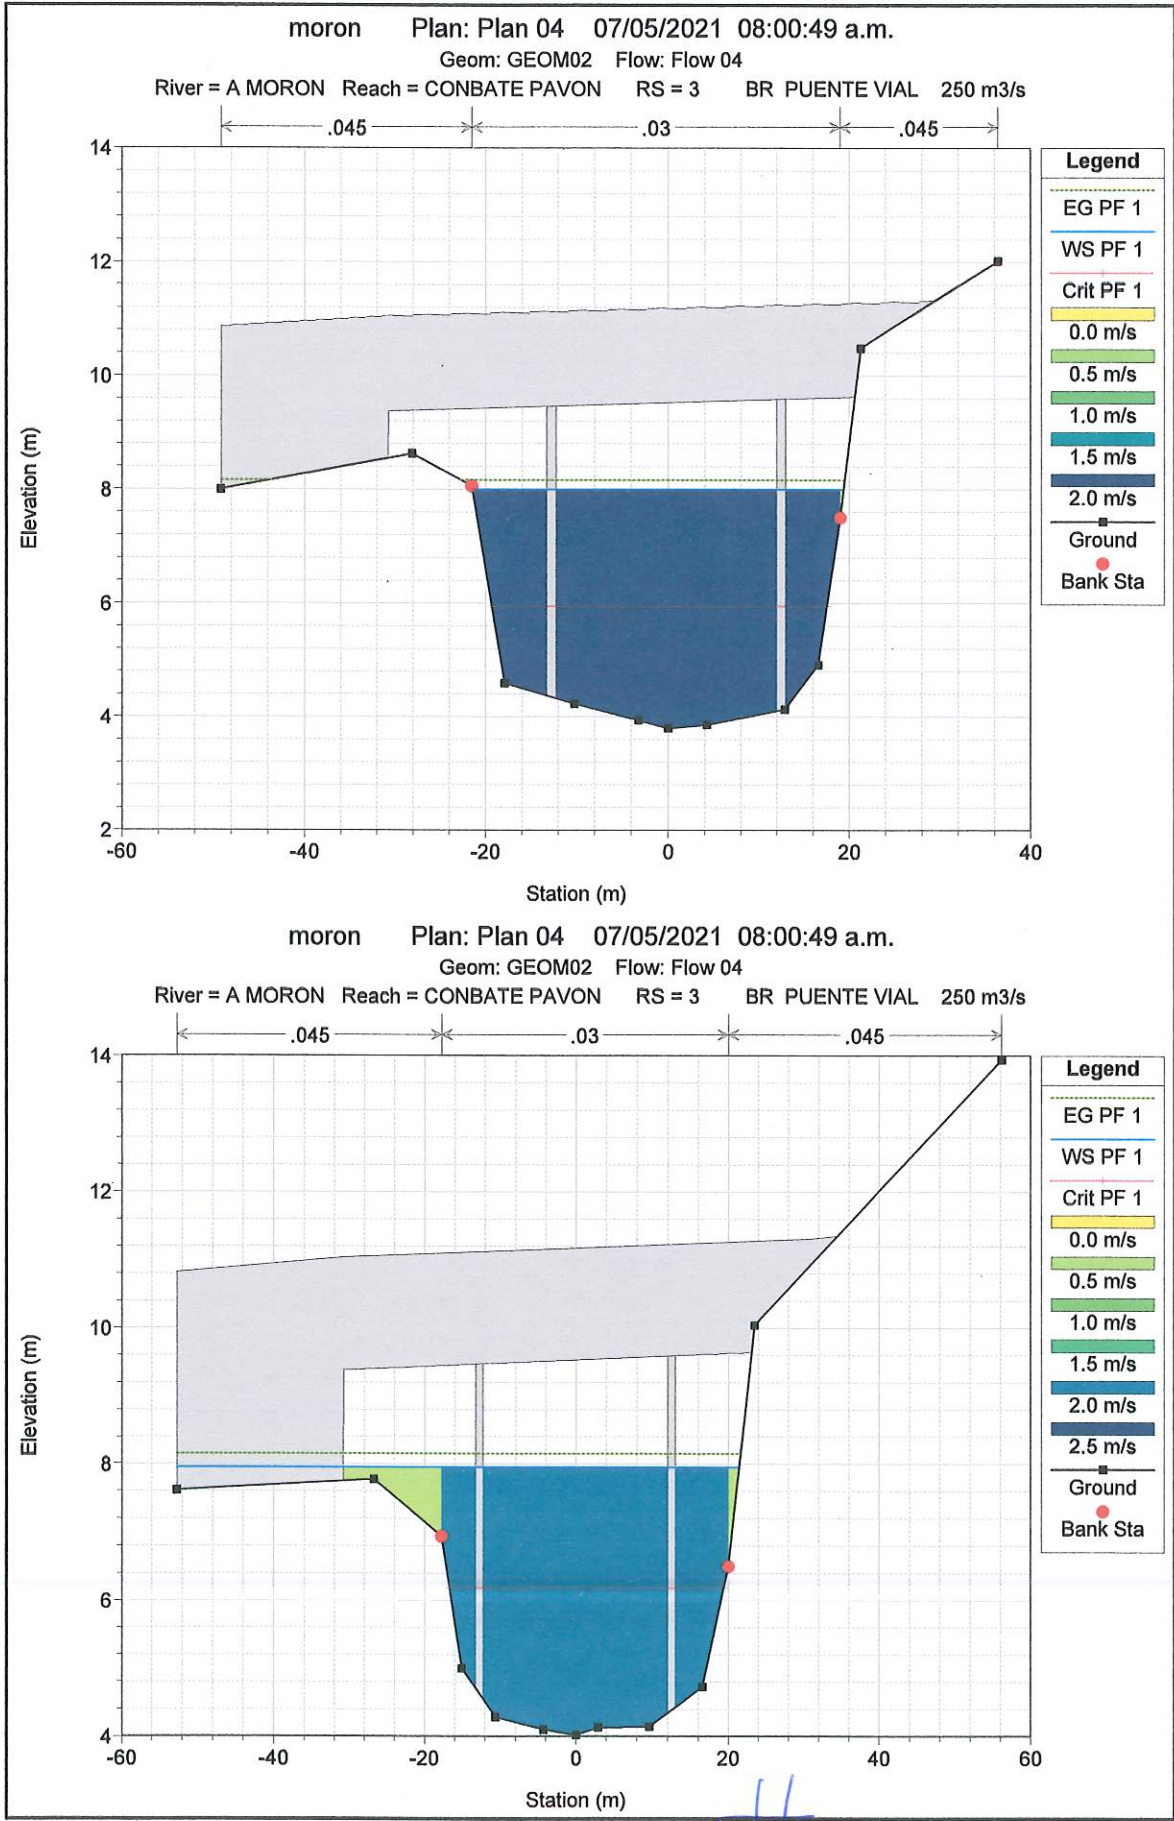 moron Plan: Plan 04 07/05/2021 08:00:49 a.m.
Geom: GEOM02 Flow: Flow 04
River = A MORON Reach = CONBATE PAVON RS = 3 BR PUENTE VIAL 250 m3/s
.045 .03 .045
14
12
10
8
6
4
2
Elevation (m)
-60 -40 -20 0 20 40
Station (m)
Legend
EG PF 1
WS PF 1
Crit PF 1
0.0 m/s
0.5 m/s
1.0 m/s
1.5 m/s
2.0 m/s
Ground
Bank Sta
moron Plan: Plan 04 07/05/2021 08:00:49 a.m.
Geom: GEOM02 Flow: Flow 04
River = A MORON Reach = CONBATE PAVON RS = 3 BR PUENTE VIAL 250 m3/s
.045 .03 .045
14
12
10
8
6
4
Elevation (m)
-60 -40 -20 0 20 40 60
Station (m)
Legend
EG PF 1
WS PF 1
Crit PF 1
0.0 m/s
0.5 m/s
1.0 m/s
1.5 m/s
2.0 m/s
2.5 m/s
Ground
Bank Sta